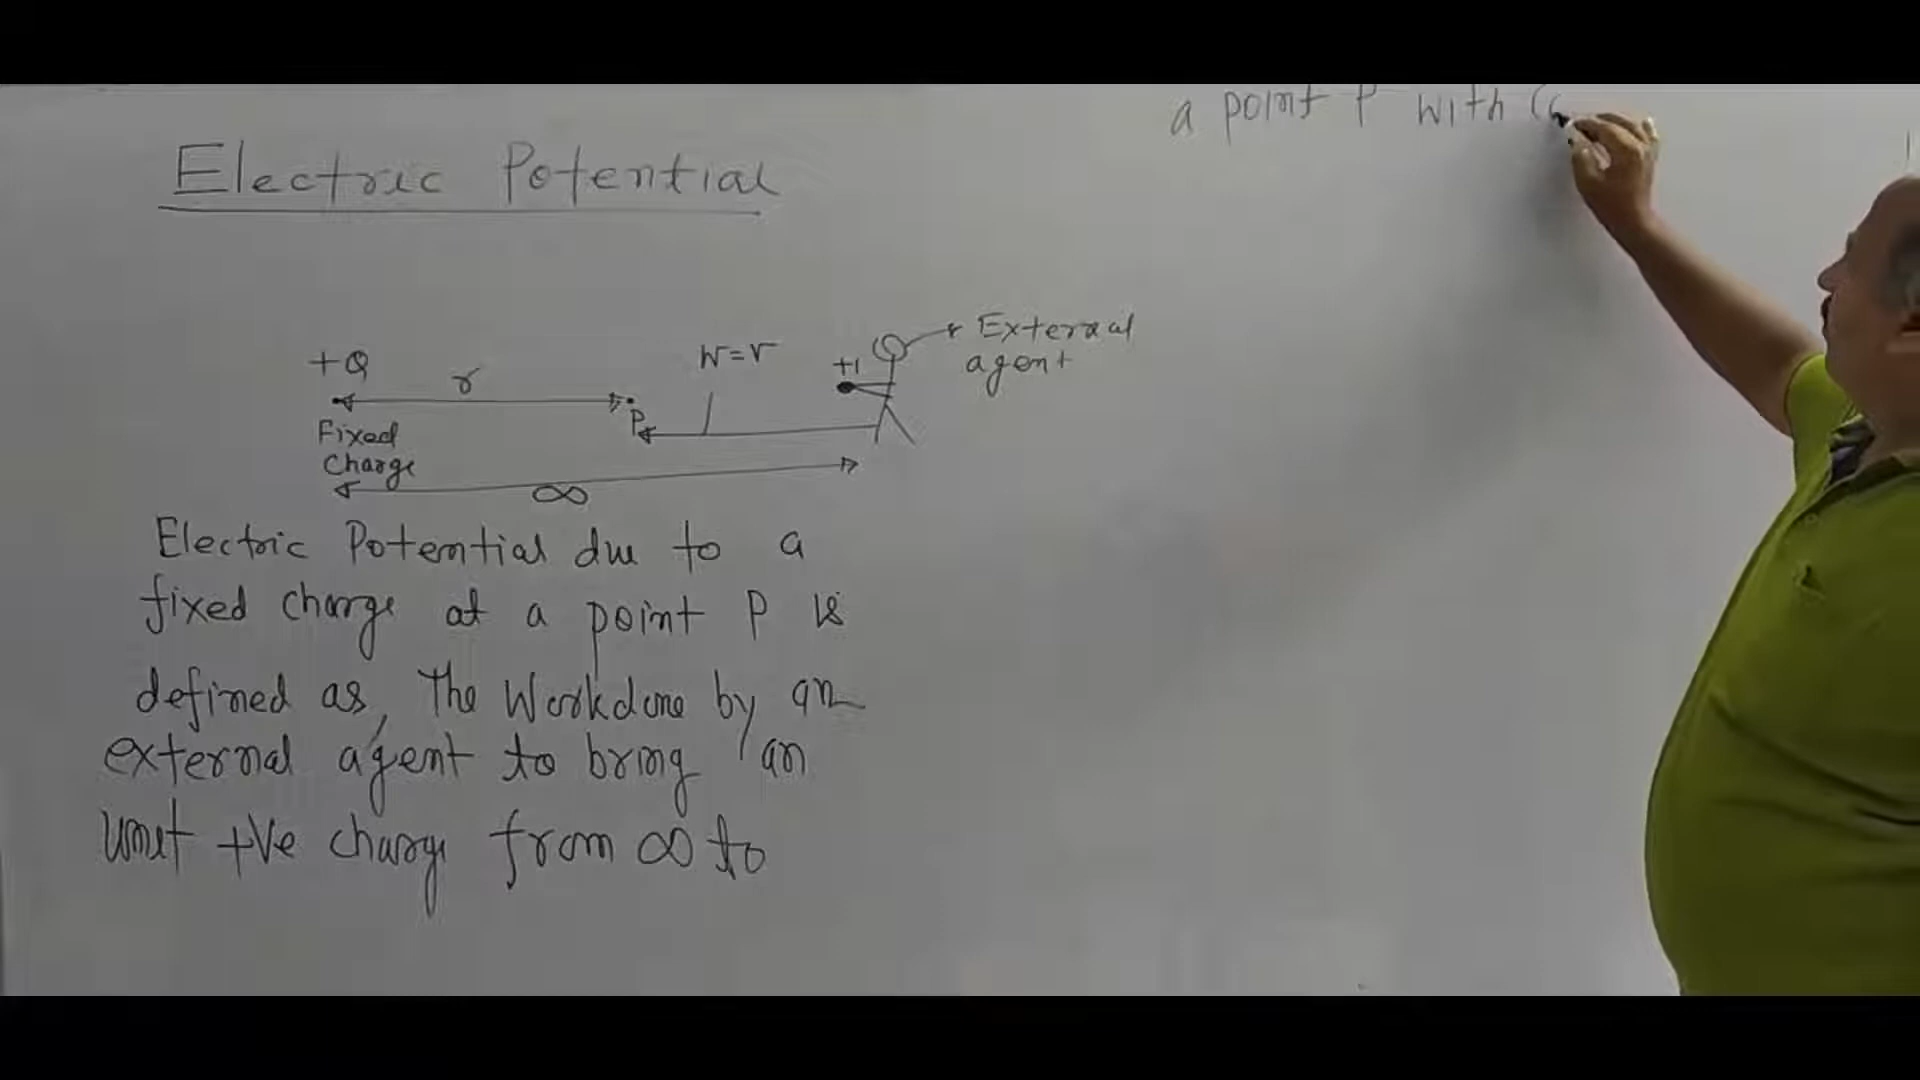 Electric Potential
+Q
r
W=V
+1
External
agent
P
Fixed
Charge
∞
Electric Potential due to a
fixed charge at a point P is
defined as, The Workdone by an
external agent to bring an
Unit +Ve charge from ∞ to
a point P with